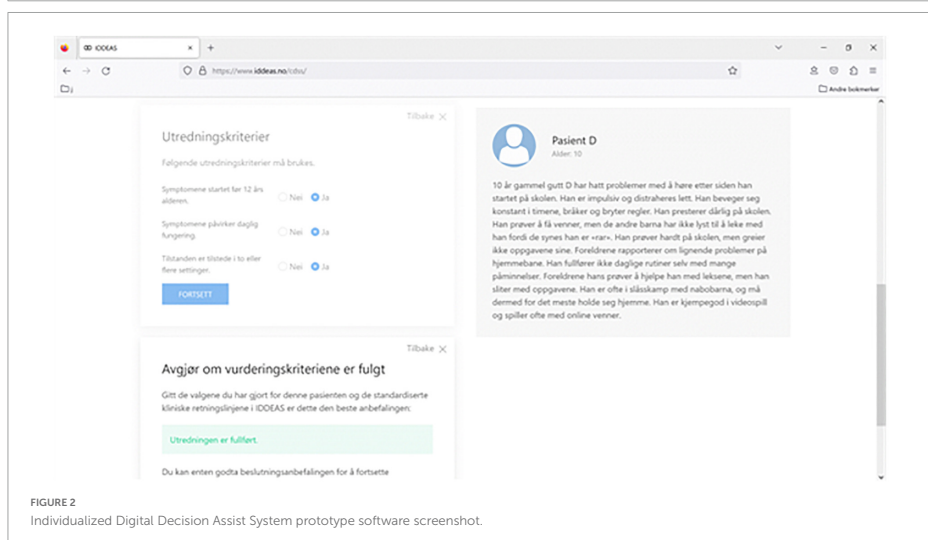 IDDEAS
https://www.iddeas.no/cdss/
j
Andre bokmerker
Tilbake
Utredningskriterier
Følgende utredningskriterier må brukes.
Symptomene startet før 12 års
alderen.
Nei Ja
Symptomene påvirker daglig
fungering.
Nei Ja
Tilstanden er tilstede i to eller
flere settinger.
Nei Ja
FORTSETT
Tilbake
Avgjør om vurderingskriteriene er fulgt
Gitt de valgene du har gjort for denne pasienten og de standardiserte
kliniske retningslinjene i IDDEAS er dette den beste anbefalingen:
Utredningen er fullført.
Du kan enten godta beslutningsanbefalingen for å fortsette
Pasient D
Alder: 10
10 år gammel gutt D har hatt problemer med å høre etter siden han
startet på skolen. Han er impulsiv og distraheres lett. Han beveger seg
konstant i timene, bråker og bryter regler. Han presterer dårlig på skolen.
Han prøver å få venner, men de andre barna har ikke lyst til å leke med
han fordi de synes han er «rar». Han prøver hardt på skolen, men greier
ikke oppgavene sine. Foreldrene rapporterer om lignende problemer på
hjemmebane. Han fullfører ikke daglige rutiner selv med mange
påminnelser. Foreldrene hans prøver å hjelpe han med leksene, men han
sliter med oppgavene. Han er ofte i slåsskamp med nabobarna, og må
dermed for det meste holde seg hjemme. Han er kjempegod i videospill
og spiller ofte med online venner.
FIGURE 2
Individualized Digital Decision Assist System prototype software screenshot.